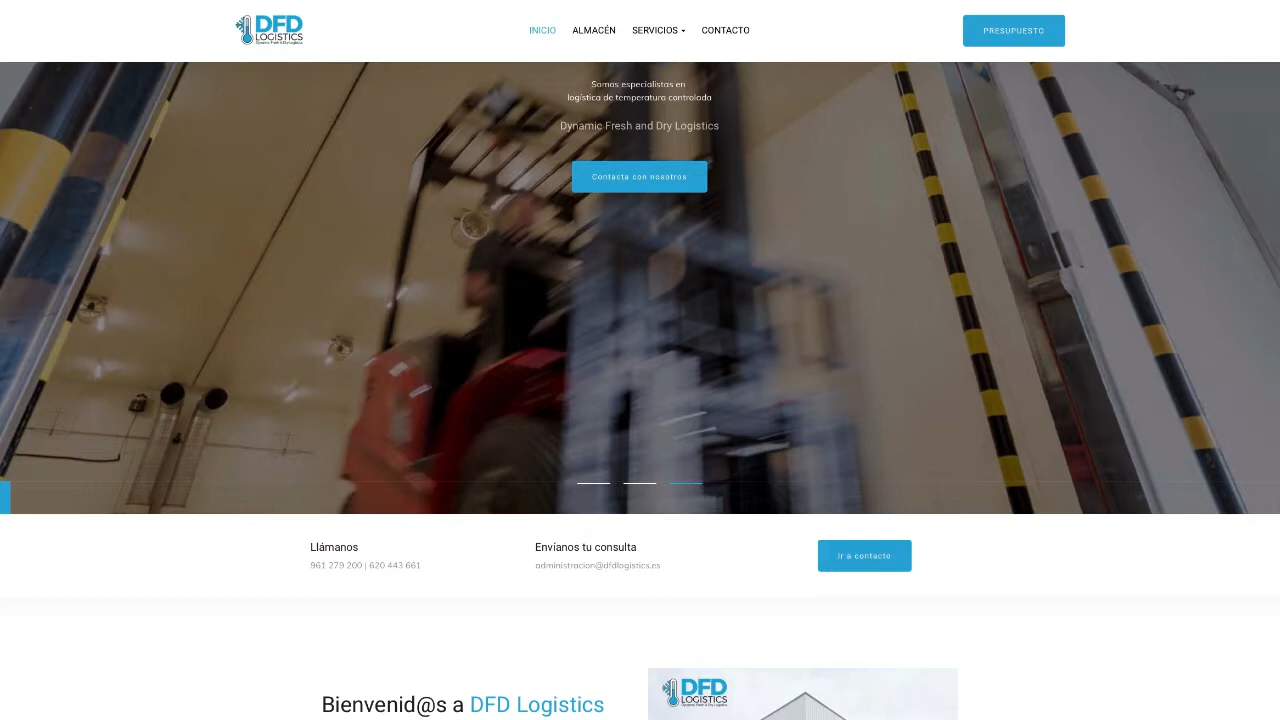 DFD
LOGISTICS
Dynamic Fresh & Dry Logistics
INICIO
ALMACÉN
SERVICIOS
CONTACTO
PRESUPUESTO
Somos especialistas en
logística de temperatura controlada
Dynamic Fresh and Dry Logistics
Contacta con nosotros
Llámanos
961 279 200 | 620 443 661
Envíanos tu consulta
administracion@dfdlogistics.es
Ir a contacto
Bienvenid@s a DFD Logistics
DFD
LOGISTICS
Dynamic Fresh & Dry Logistics